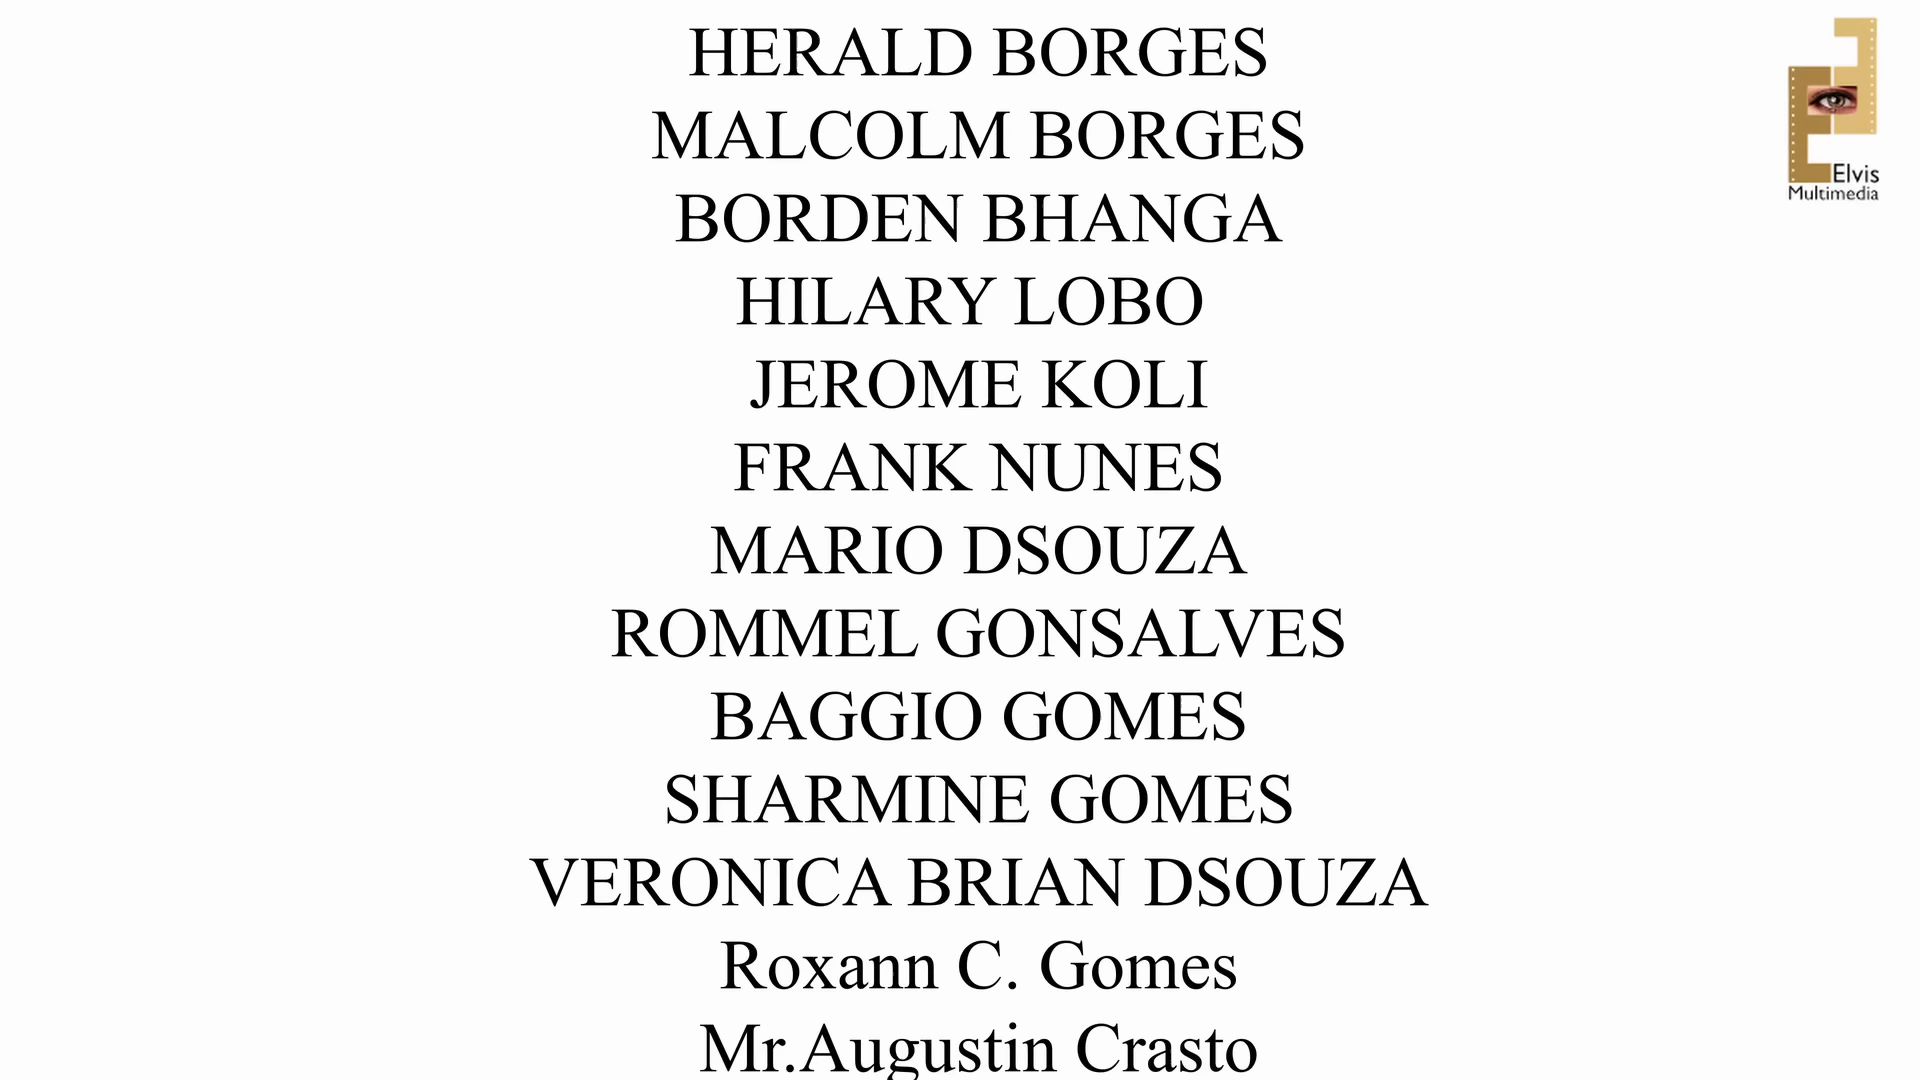 HERALD BORGES
MALCOLM BORGES
BORDEN BHANGA
HILARY LOBO
JEROME KOLI
FRANK NUNES
MARIO DSOUZA
ROMMEL GONSALVES
BAGGIO GOMES
SHARMINE GOMES
VERONICA BRIAN DSOUZA
Roxann C. Gomes
Mr.Augustin Crasto
Elvis
Multimedia